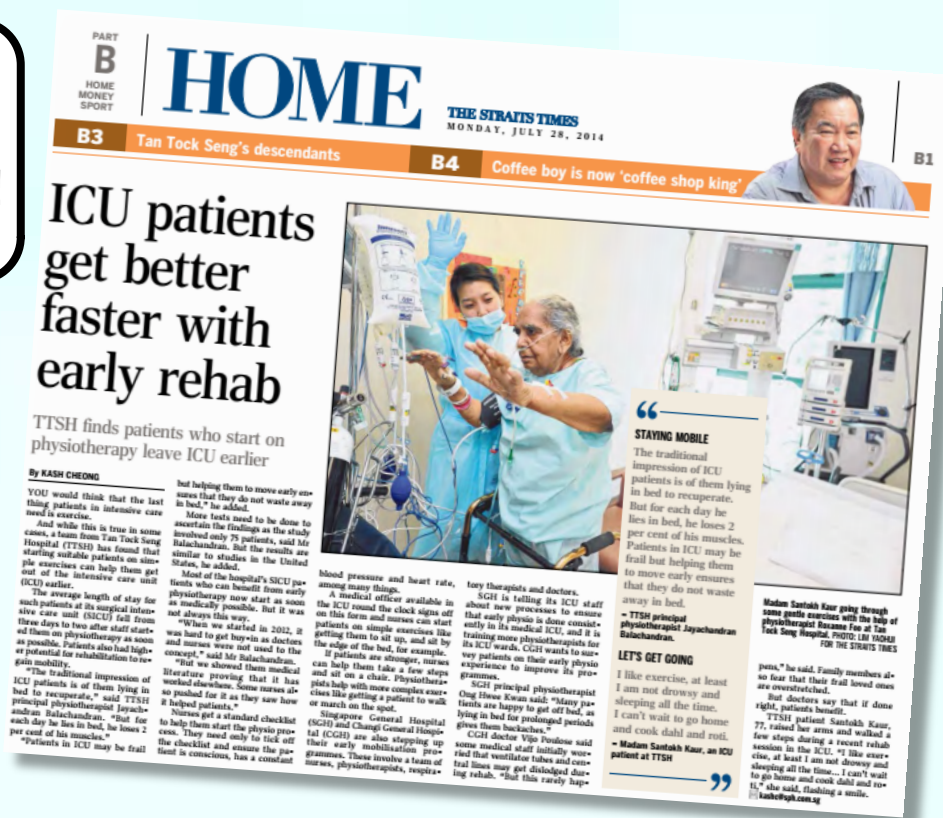 PART
B
HOME
MONEY
SPORT
HOME
THE STRAITS TIMES
MONDAY, JULY 28, 2014
B1
B3 Tan Tock Seng's descendants
B4 Coffee boy is now 'coffee shop king'
ICU patients
get better
faster with
early rehab
TTSH finds patients who start on
physiotherapy leave ICU earlier
By KASH CHEONG
YOU would think that the last
thing patients in intensive care
need is exercise.
And while this is true in some
cases, a team from Tan Tock Seng
Hospital (TTSH) has found that
starting suitable patients on sim-
ple exercises can help them get
out of the intensive care unit
(ICU) earlier.
The average length of stay for
such patients at its surgical inten-
sive care unit (SICU) fell from
three days to two after staff start-
ed them on physiotherapy as soon
as possible. Patients also had high-
er potential for rehabilitation to re-
gain mobility.
"The traditional impression of
ICU patients is of them lying in
bed to recuperate," said TTSH
principal physiotherapist Jayach-
andran Balachandran. "But for
each day he lies in bed, he loses 2
per cent of his muscles."
"Patients in ICU may be frail
but helping them to move early en-
sures that they do not waste away
in bed," he added.
More tests need to be done to
ascertain the findings as the study
involved only 75 patients, said Mr
Balachandran. But the results are
similar to studies in the United
States, he added.
Most of the hospital's SICU pa-
tients who can benefit from early
physiotherapy now start as soon
as medically possible. But it was
not always this way.
"When we started in 2012, it
was hard to get buy-in as doctors
and nurses were not used to the
concept," said Mr Balachandran.
"But we showed them medical
literature proving that it has
worked elsewhere. Some nurses al-
so pushed for it as they saw how
it helped patients."
Nurses get a standard checklist
to help them start the physio pro-
cess. They need only to tick off
the checklist and ensure the pa-
tient is conscious, has a constant
blood pressure and heart rate,
among many things.
A medical officer available in
the ICU round the clock signs off
on this form and nurses can start
patients on simple exercises like
getting them to sit up, and sit by
the edge of the bed, for example.
If patients are stronger, nurses
can help them take a few steps
and sit on a chair. Physiothera-
pists help with more complex exer-
cises like getting a patient to walk
or march on the spot.
Singapore General Hospital
(SGH) and Changi General Hospi-
tal (CGH) are also stepping up
their early mobilisation pro-
grammes. These involve a team of
nurses, physiotherapists, respira-
tory therapists and doctors.
SGH is telling its ICU staff
about new processes to ensure
that early physio is done consist-
ently in its medical ICU, and it is
training more physiotherapists for
its ICU wards. CGH wants to sur-
vey patients on their early physio
experience to improve its pro-
grammes.
SGH principal physiotherapist
Ong Hwee Kwan said: "Many pa-
tients are happy to get off bed, as
lying in bed for prolonged periods
gives them backaches."
CGH doctor Vijo Poulose said
some medical staff initially wor-
ried that ventilator tubes and cen-
tral lines may get dislodged dur-
ing rehab. "But this rarely hap-
“
STAYING MOBILE
The traditional
impression of ICU
patients is of them lying
in bed to recuperate.
But for each day he
lies in bed, he loses 2
per cent of his muscles.
Patients in ICU may be
frail but helping them
to move early ensures
that they do not waste
away in bed.
– TTSH principal
physiotherapist Jayachandran
Balachandran.
LET'S GET GOING
I like exercise, at least
I am not drowsy and
sleeping all the time.
I can't wait to go home
and cook dahl and roti.
– Madam Santokh Kaur, an ICU
patient at TTSH
”
Madam Santokh Kaur going through
some gentle exercises with the help of
physiotherapist Roxanne Foo at Tan
Tock Seng Hospital. PHOTO: LIM YAOHUI
FOR THE STRAITS TIMES
pens," he said. Family members al-
so fear that their frail loved ones
are overstretched.
But doctors say that if done
right, patients benefit.
TTSH patient Santokh Kaur,
77, raised her arms and walked a
few steps during a recent rehab
session in the ICU. "I like exer-
cise, at least I am not drowsy and
sleeping all the time... I can't wait
to go home and cook dahl and ro-
ti," she said, flashing a smile.
kashc@sph.com.sg